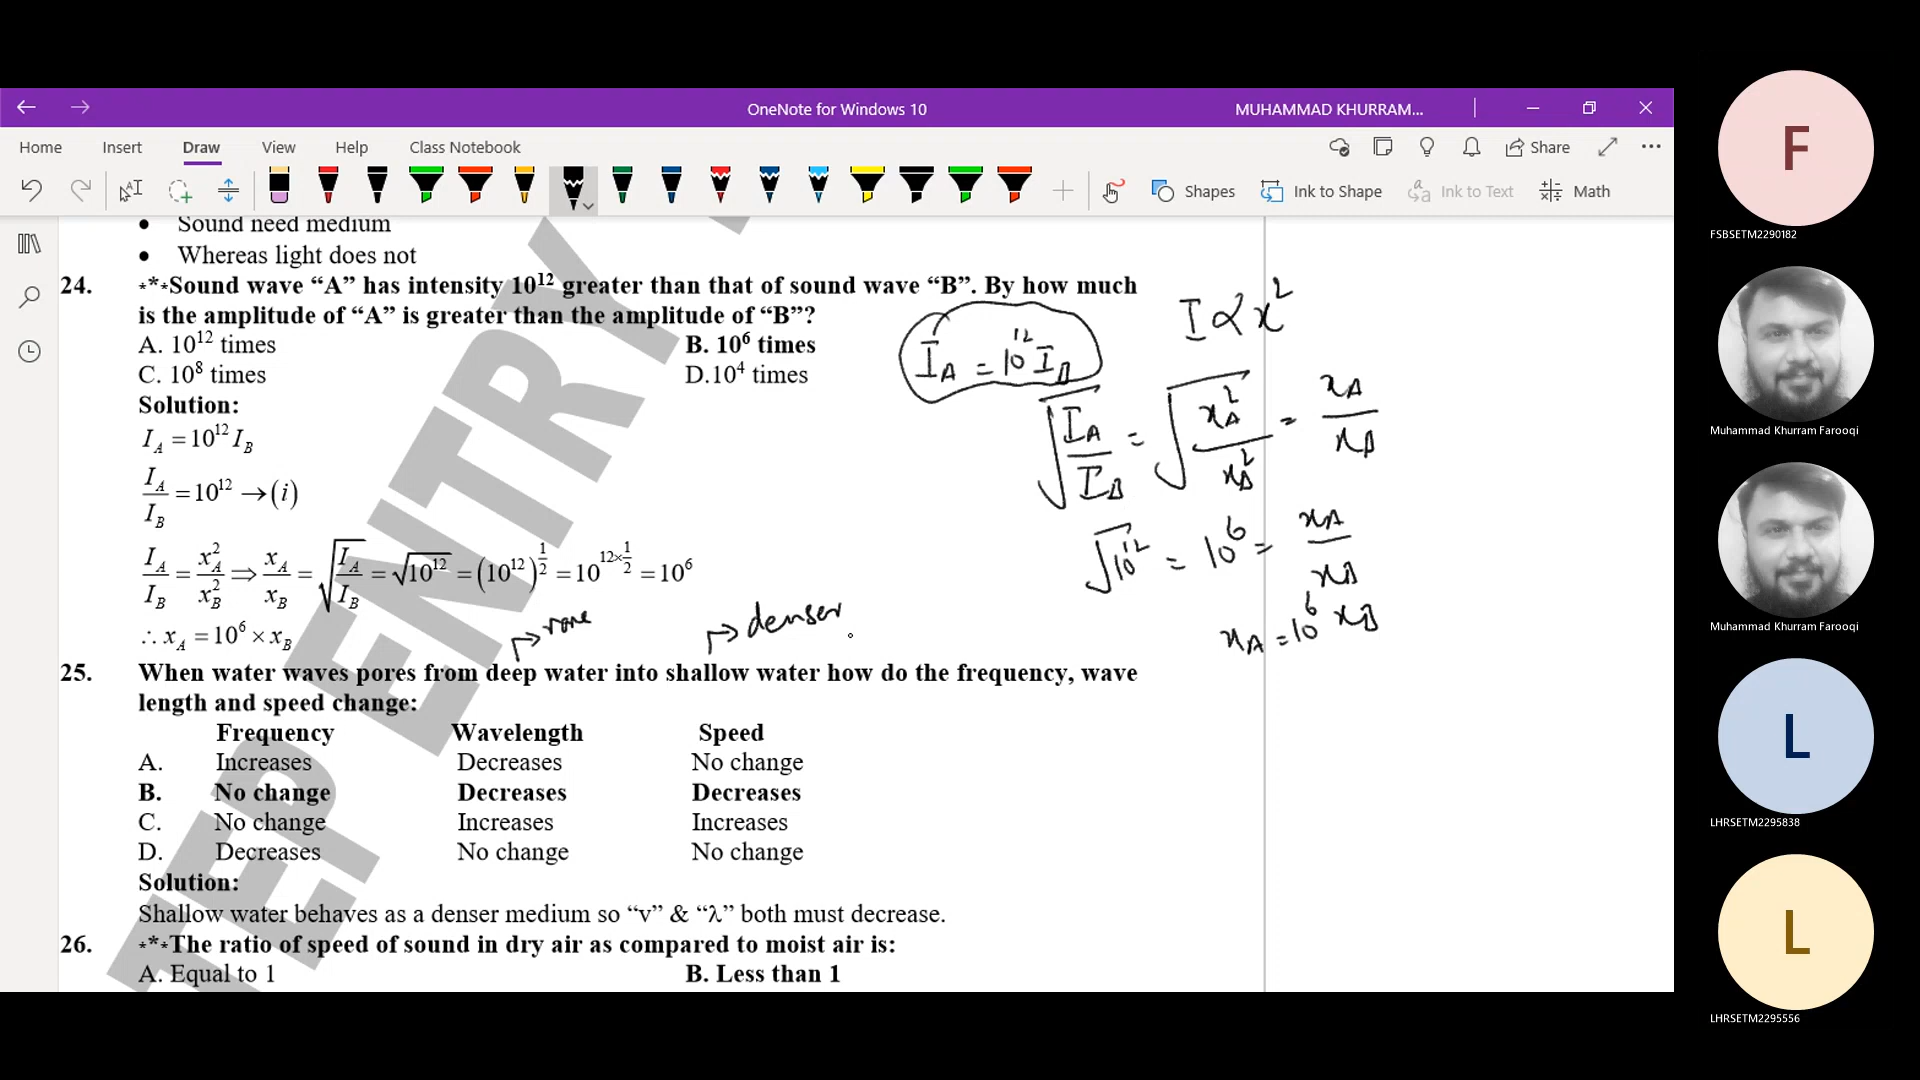 OneNote for Windows 10
MUHAMMAD KHURRAM...
Home Insert Draw View Help Class Notebook
Share
Shapes Ink to Shape Ink to Text Math
Sound need medium
Whereas light does not
24. ***Sound wave “A” has intensity 10¹² greater than that of sound wave “B”. By how much
is the amplitude of “A” is greater than the amplitude of “B”?
A. 10¹² times B. 10⁶ times
C. 10⁸ times D.10⁴ times
Solution:
I_A = 10¹² I_B
I_A/I_B = 10¹² → (i)
I_A/I_B = x_A²/x_B² ⇒ x_A/x_B = √(I_A/I_B) = √10¹² = (10¹²)^(1/2) = 10^(12×1/2) = 10⁶
∴ x_A = 10⁶ × x_B
I_A = 10¹² I_B
I ∝ x²
√(I_A/I_B) = √(x_A²/x_B²) = x_A/x_B
√10¹² = 10⁶ = x_A/x_B
x_A = 10⁶ x_B
→ rare
→ denser
25. When water waves pores from deep water into shallow water how do the frequency, wave
length and speed change:
Frequency Wavelength Speed
A. Increases Decreases No change
B. No change Decreases Decreases
C. No change Increases Increases
D. Decreases No change No change
Solution:
Shallow water behaves as a denser medium so “v” & “λ” both must decrease.
26. ***The ratio of speed of sound in dry air as compared to moist air is:
A. Equal to 1 B. Less than 1
TEP ENTRY
F
FSBSETM2290182
Muhammad Khurram Farooqi
Muhammad Khurram Farooqi
L
LHRSETM2295838
L
LHRSETM2295556